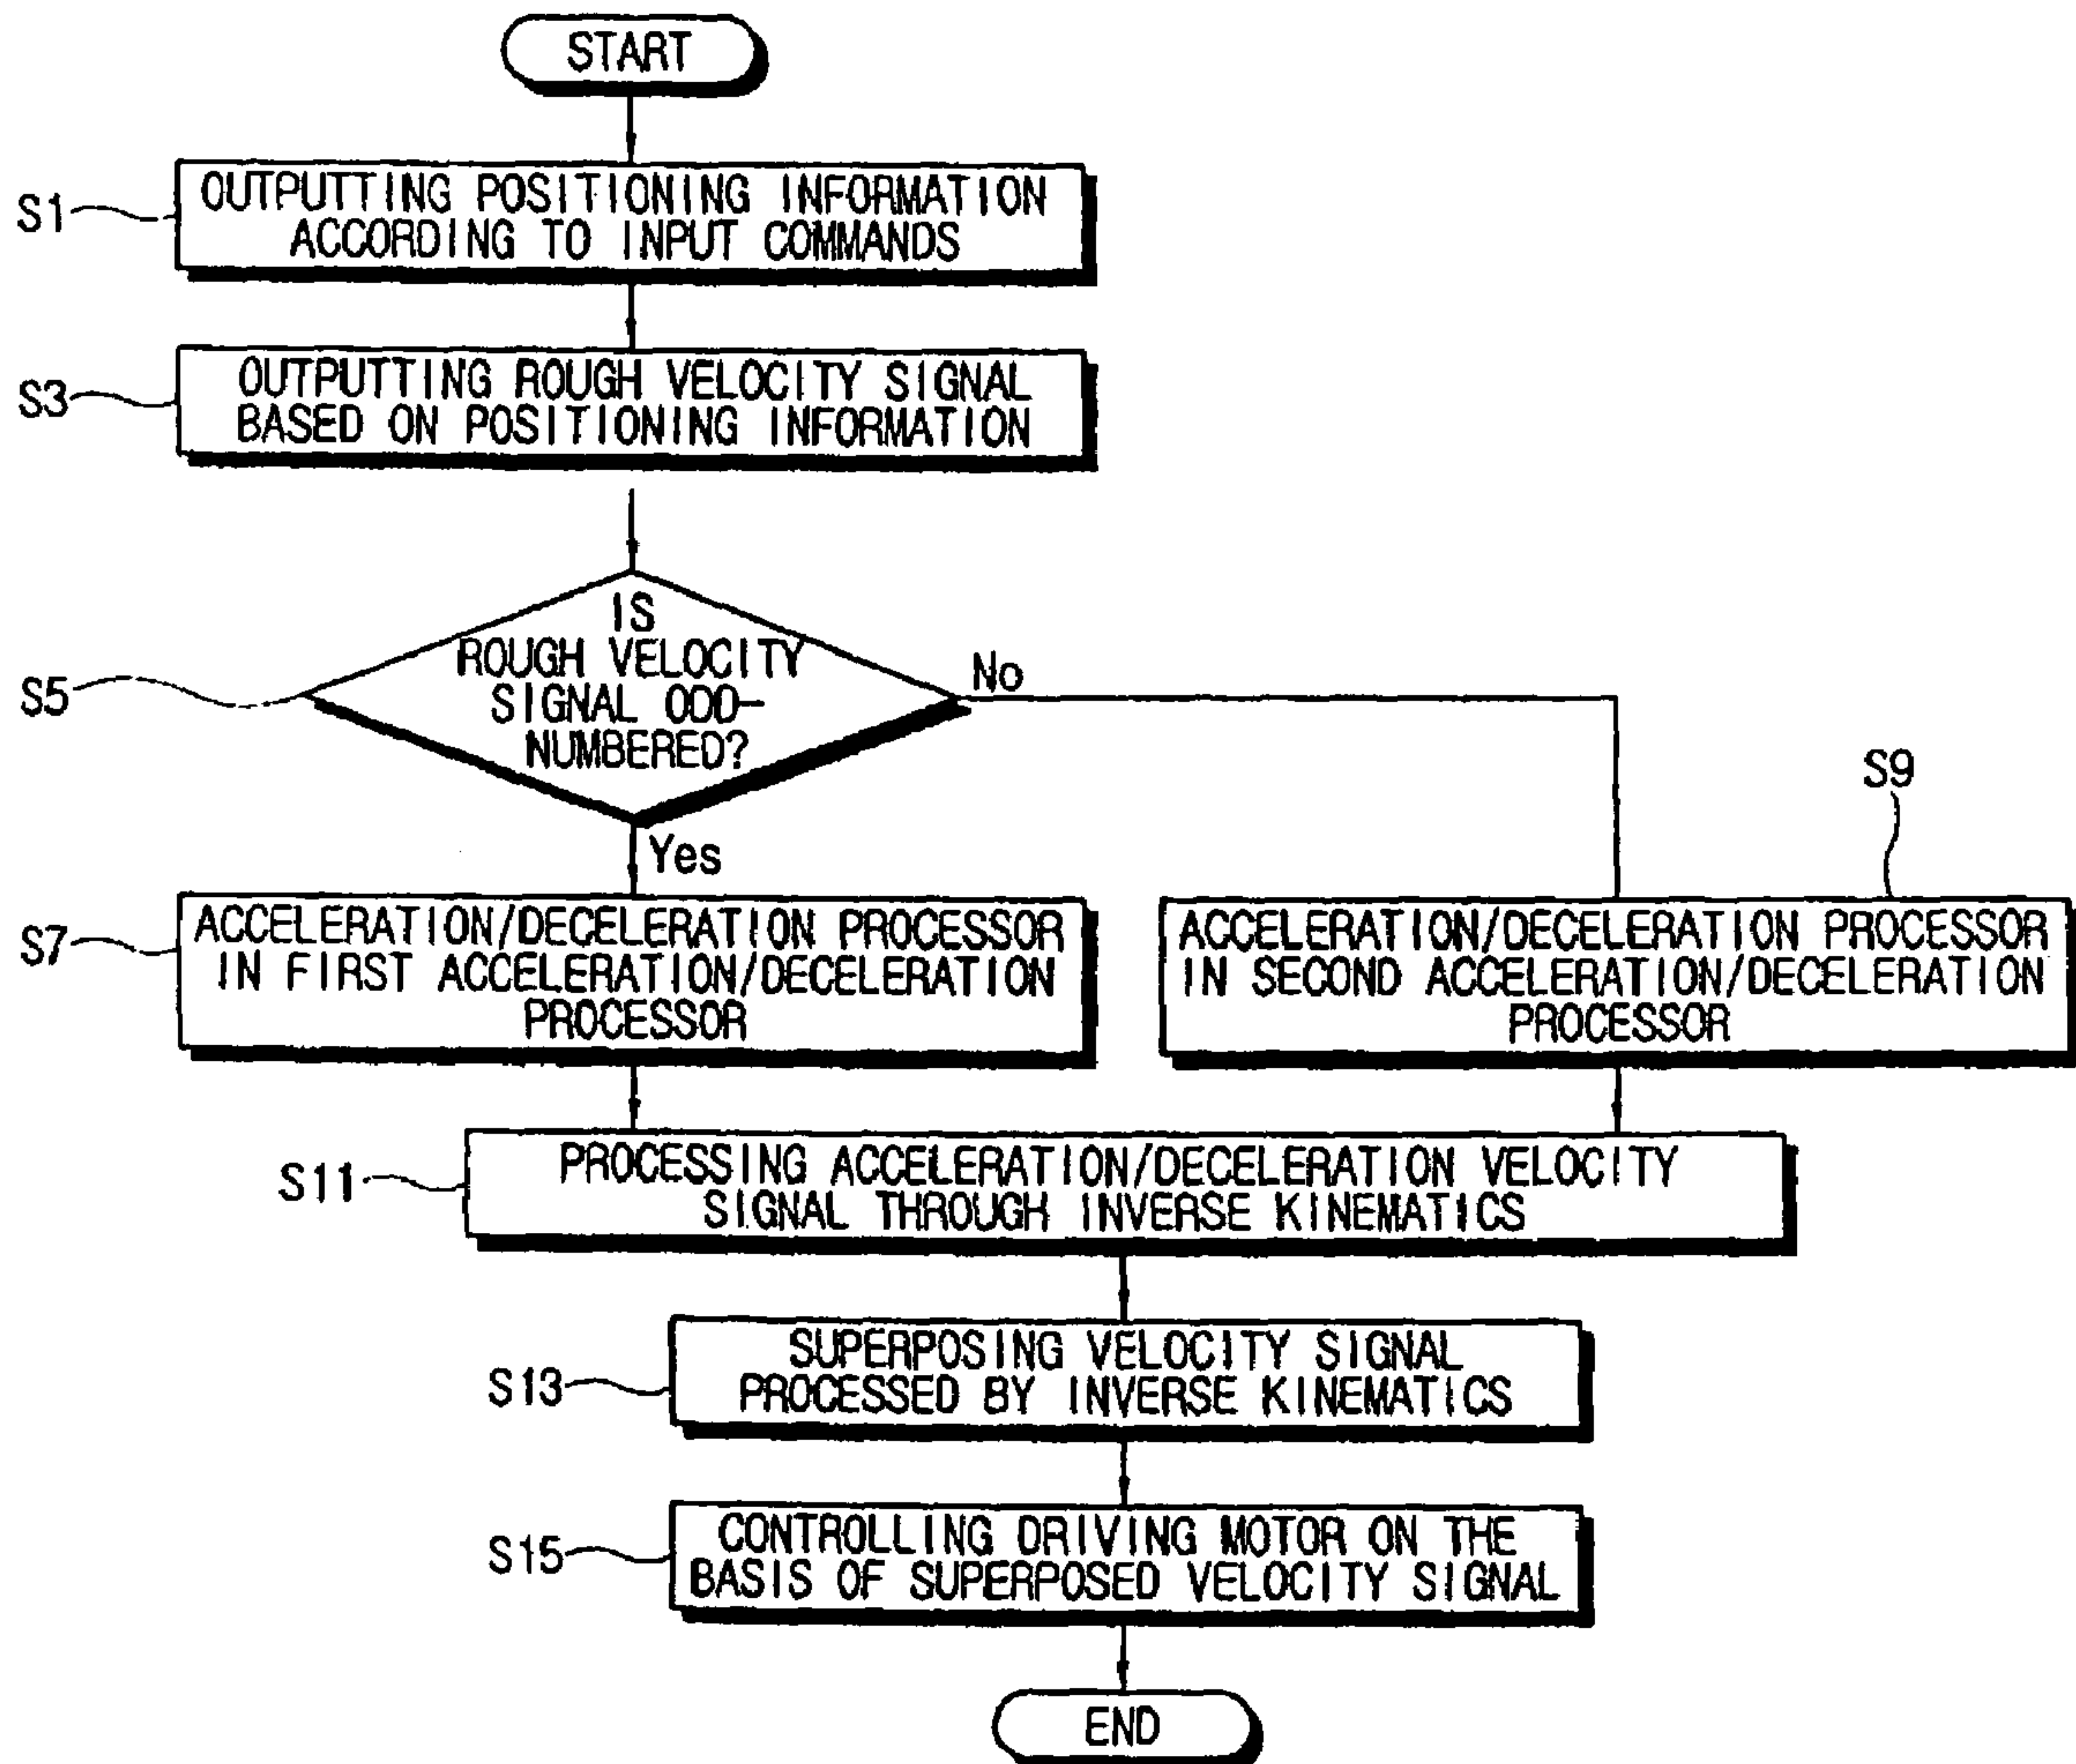 START
S1
OUTPUTTING POSITIONING INFORMATION
ACCORDING TO INPUT COMMANDS
S3
OUTPUTTING ROUGH VELOCITY SIGNAL
BASED ON POSITIONING INFORMATION
S5
IS
ROUGH VELOCITY
SIGNAL ODD-
NUMBERED?
No
Yes
S7
ACCELERATION/DECELERATION PROCESSOR
IN FIRST ACCELERATION/DECELERATION
PROCESSOR
S9
ACCELERATION/DECELERATION PROCESSOR
IN SECOND ACCELERATION/DECELERATION
PROCESSOR
S11
PROCESSING ACCELERATION/DECELERATION VELOCITY
SIGNAL THROUGH INVERSE KINEMATICS
S13
SUPERPOSING VELOCITY SIGNAL
PROCESSED BY INVERSE KINEMATICS
S15
CONTROLLING DRIVING MOTOR ON THE
BASIS OF SUPERPOSED VELOCITY SIGNAL
END